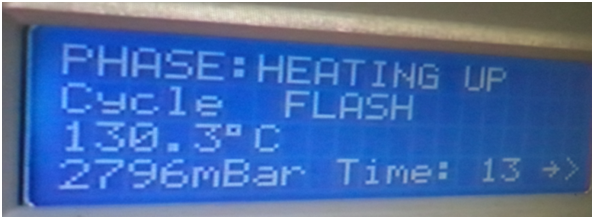 PHASE:HEATING UP
Cycle FLASH
130.3°C
2796mBar Time: 13 →>